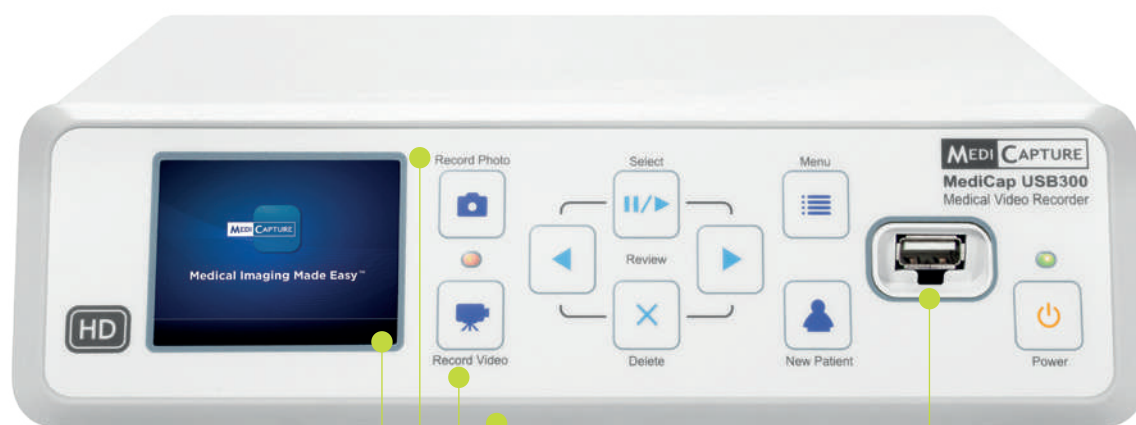 Record Photo
Select
Menu
MEDI CAPTURE
MediCap USB300
Medical Video Recorder
MEDI CAPTURE
Medical Imaging Made Easy™
Review
HD
Record Video
Delete
New Patient
Power